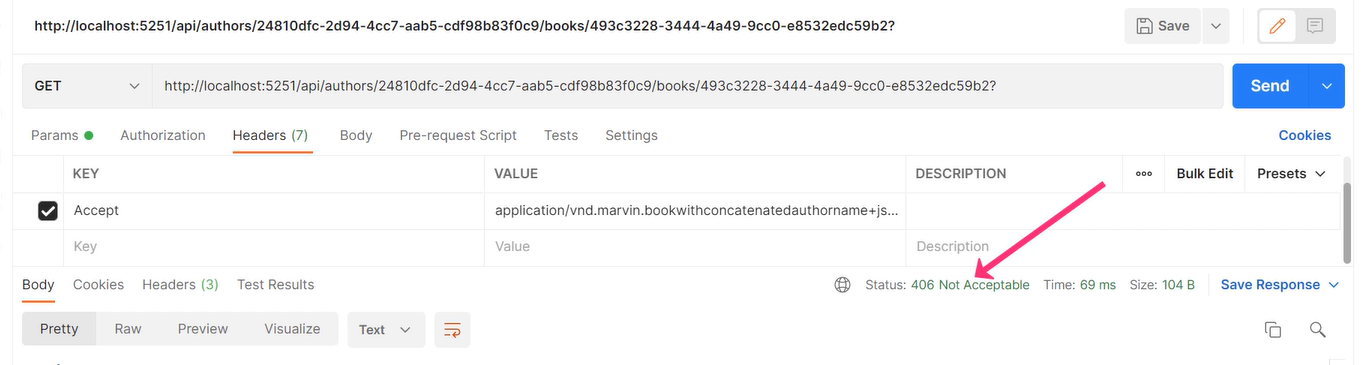 http://localhost:5251/api/authors/24810dfc-2d94-4cc7-aab5-cdf98b83f0c9/books/493c3228-3444-4a49-9cc0-e8532edc59b2?
Save
GET http://localhost:5251/api/authors/24810dfc-2d94-4cc7-aab5-cdf98b83f0c9/books/493c3228-3444-4a49-9cc0-e8532edc59b2? Send
Params Authorization Headers (7) Body Pre-request Script Tests Settings Cookies
KEY VALUE DESCRIPTION ooo Bulk Edit Presets
Accept application/vnd.marvin.bookwithconcatenatedauthorname+js...
Key Value Description
Body Cookies Headers (3) Test Results Status: 406 Not Acceptable Time: 69 ms Size: 104 B Save Response
Pretty Raw Preview Visualize Text